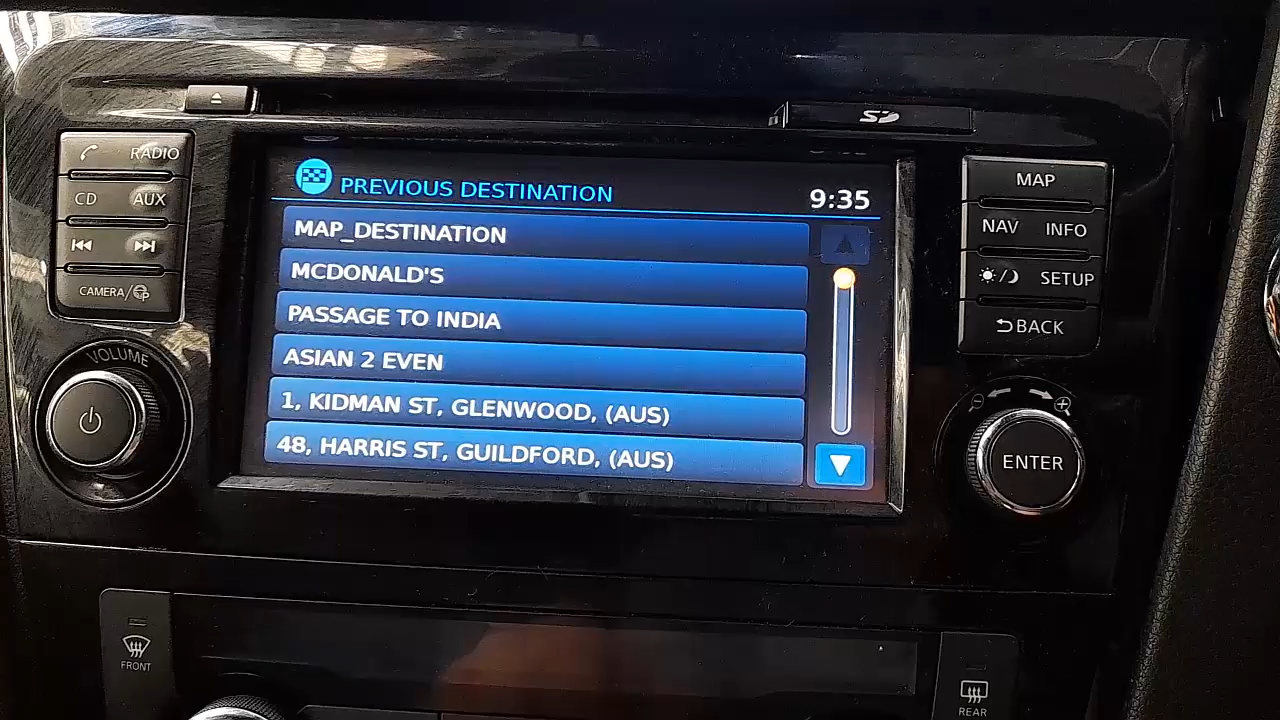 SD
RADIO
CD AUX
CAMERA/
VOLUME
PREVIOUS DESTINATION
9:35
MAP_DESTINATION
MCDONALD'S
PASSAGE TO INDIA
ASIAN 2 EVEN
1, KIDMAN ST, GLENWOOD, (AUS)
48, HARRIS ST, GUILDFORD, (AUS)
MAP
NAV INFO
SETUP
BACK
ENTER
FRONT
REAR